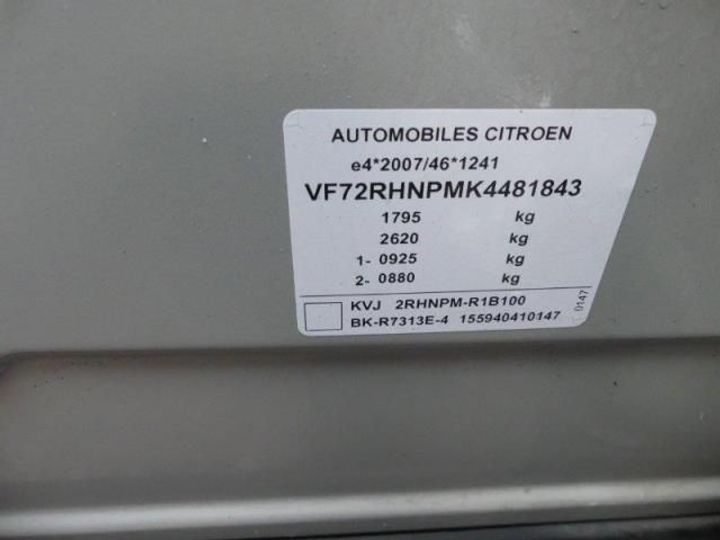 AUTOMOBILES CITROEN
e4*2007/46*1241
VF72RHNPMK4481843
1795 kg
2620 kg
1- 0925 kg
2- 0880 kg
KVJ 2RHNPM-R1B100
BK-R7313E-4 155940410147
0147